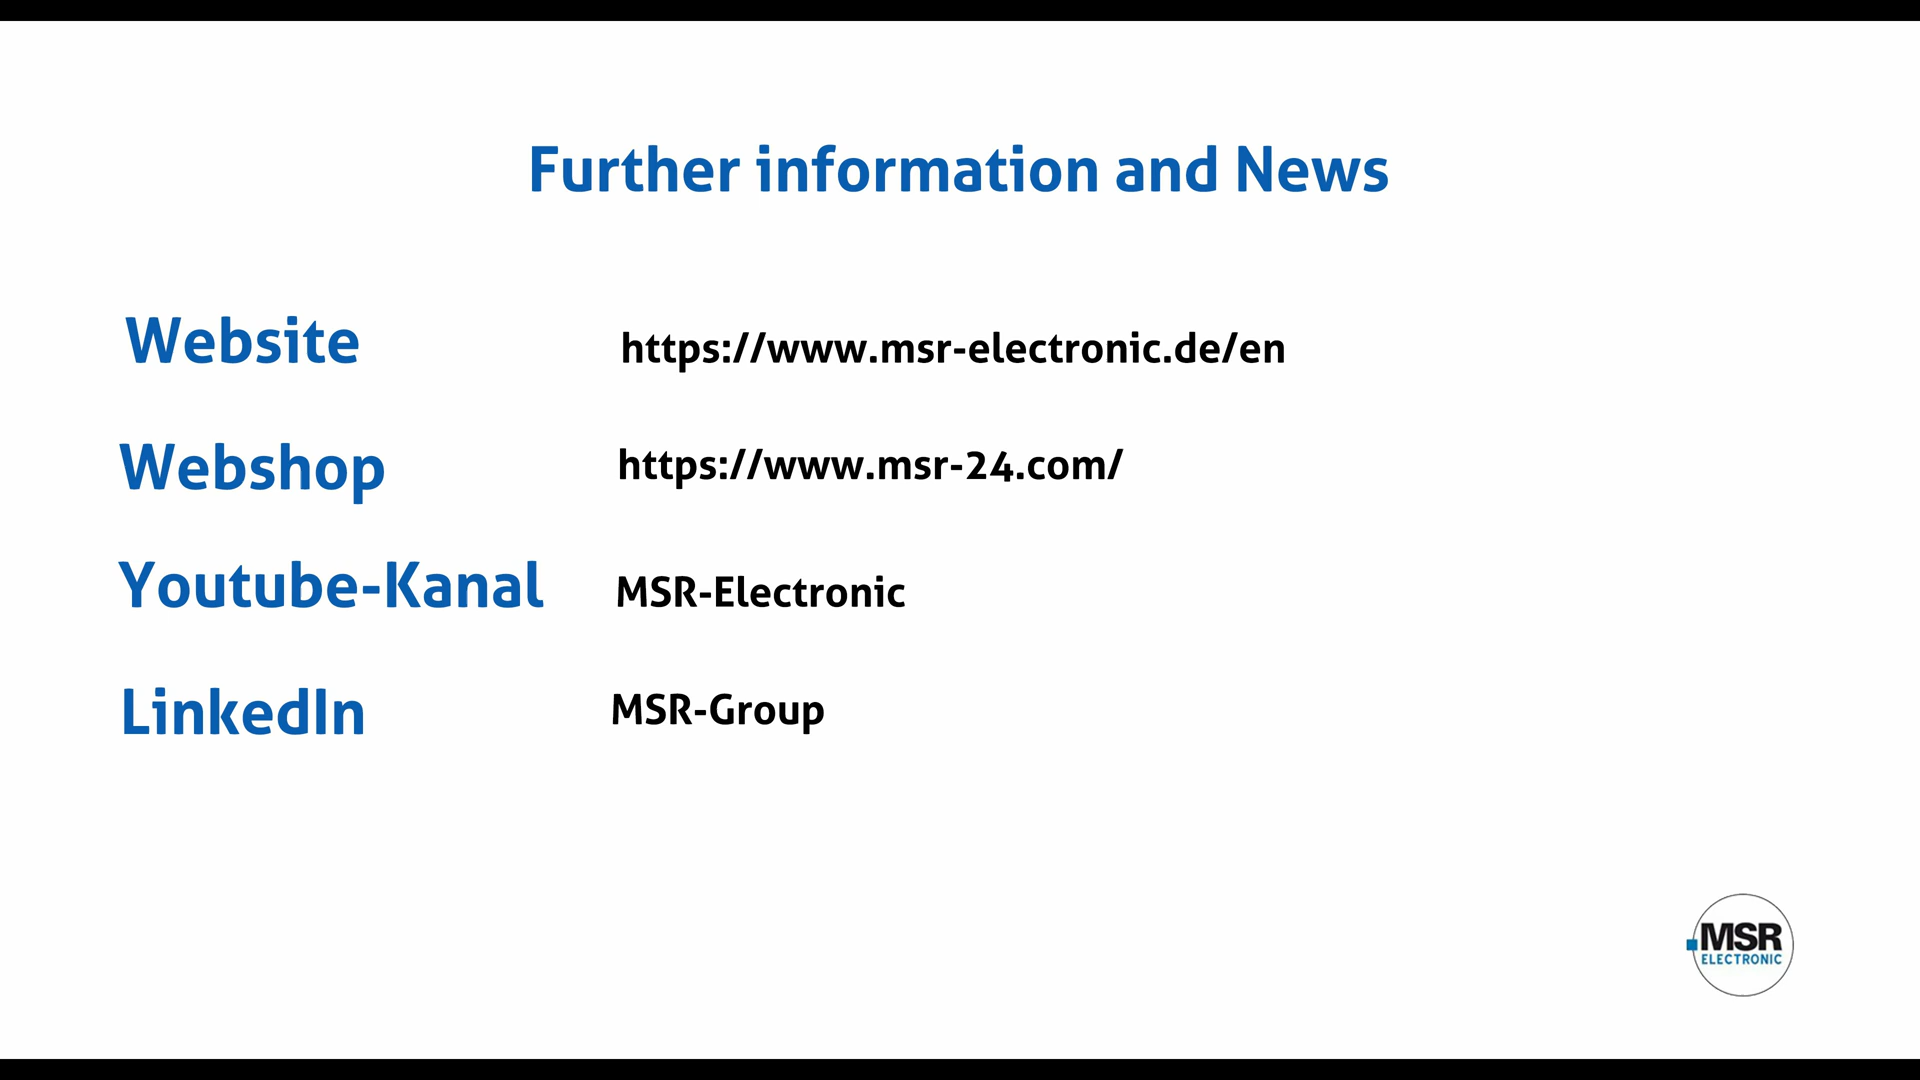 Further information and News
Website https://www.msr-electronic.de/en
Webshop https://www.msr-24.com/
Youtube-Kanal MSR-Electronic
LinkedIn MSR-Group
MSR
ELECTRONIC